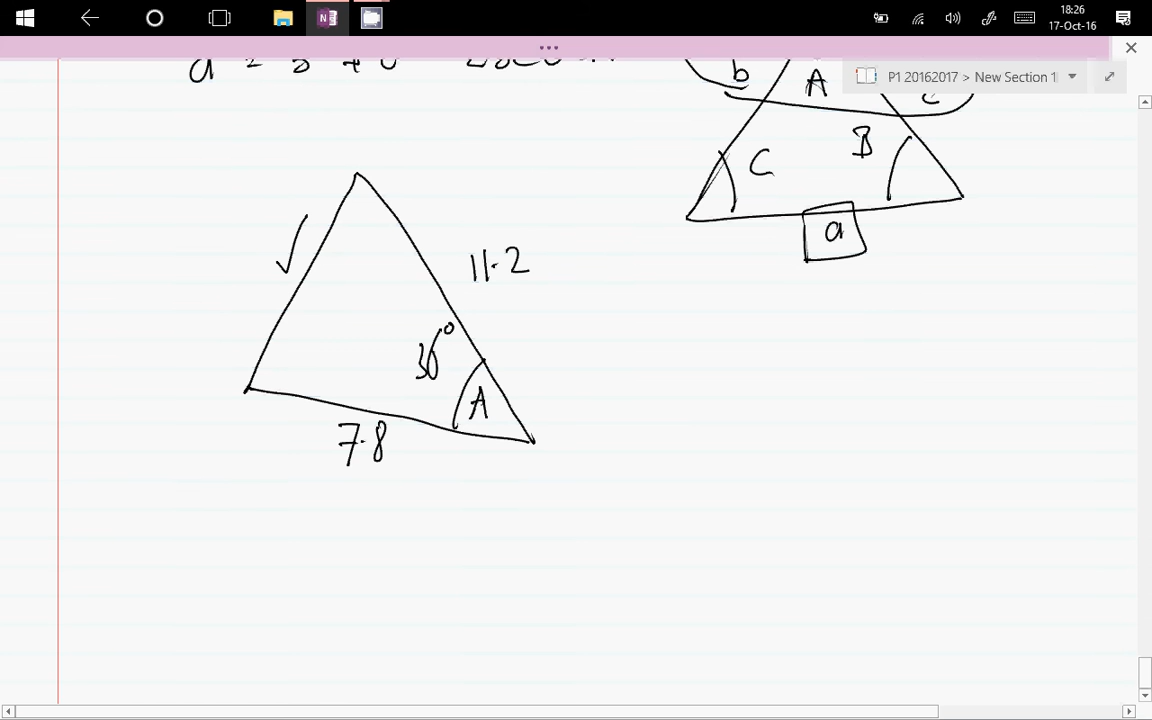 18:26
17-Oct-16
P1 20162017 > New Section 1
b
A
C
B
a
11.2
30°
A
7.8